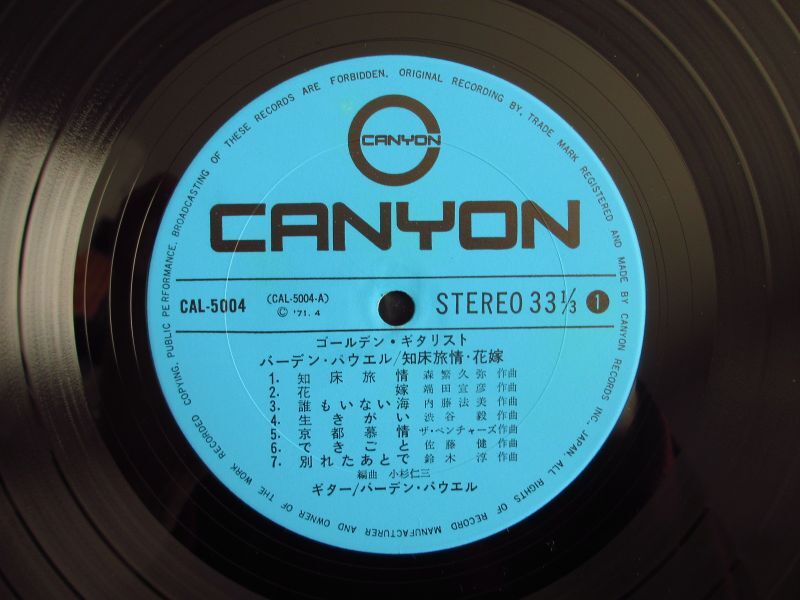 CANYON
CANYON
CAL-5004 (CAL-5004-A) STEREO 33 1/3 1
Ⓒ '71. 4
ゴールデン・ギタリスト
バーデン・パウエル/知床旅情・花嫁
1. 知床旅情 森繁久弥 作曲
2. 花嫁 端田宣彦 作曲
3. 誰もいない海 内藤法美 作曲
4. 生きがい 渋谷毅 作曲
5. 京都慕情 ザ・ベンチャーズ作曲
6. できごと 佐藤健 作曲
7. 別れたあとで 鈴木淳 作曲
編曲 小杉仁三
ギター/バーデン・パウエル
ORIGINAL RECORDING BY, TRADE MARK REGISTERED AND MADE BY CANYON RECORDS INC; JAPAN. ALL RIGHTS OF RECORD MANUFACTURER AND OWNER OF THE WORK RECORDED. COPYING, PUBLIC PERFORMANCE, BROADCASTING OF THESE RECORDS ARE FORBIDDEN.